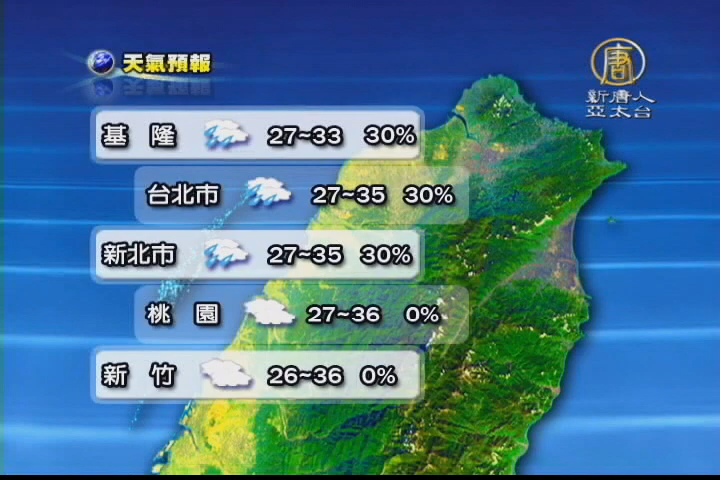 天氣預報
唐
新唐人
亞太台
基 隆 27~33 30%
台北市 27~35 30%
新北市 27~35 30%
桃 園 27~36 0%
新 竹 26~36 0%